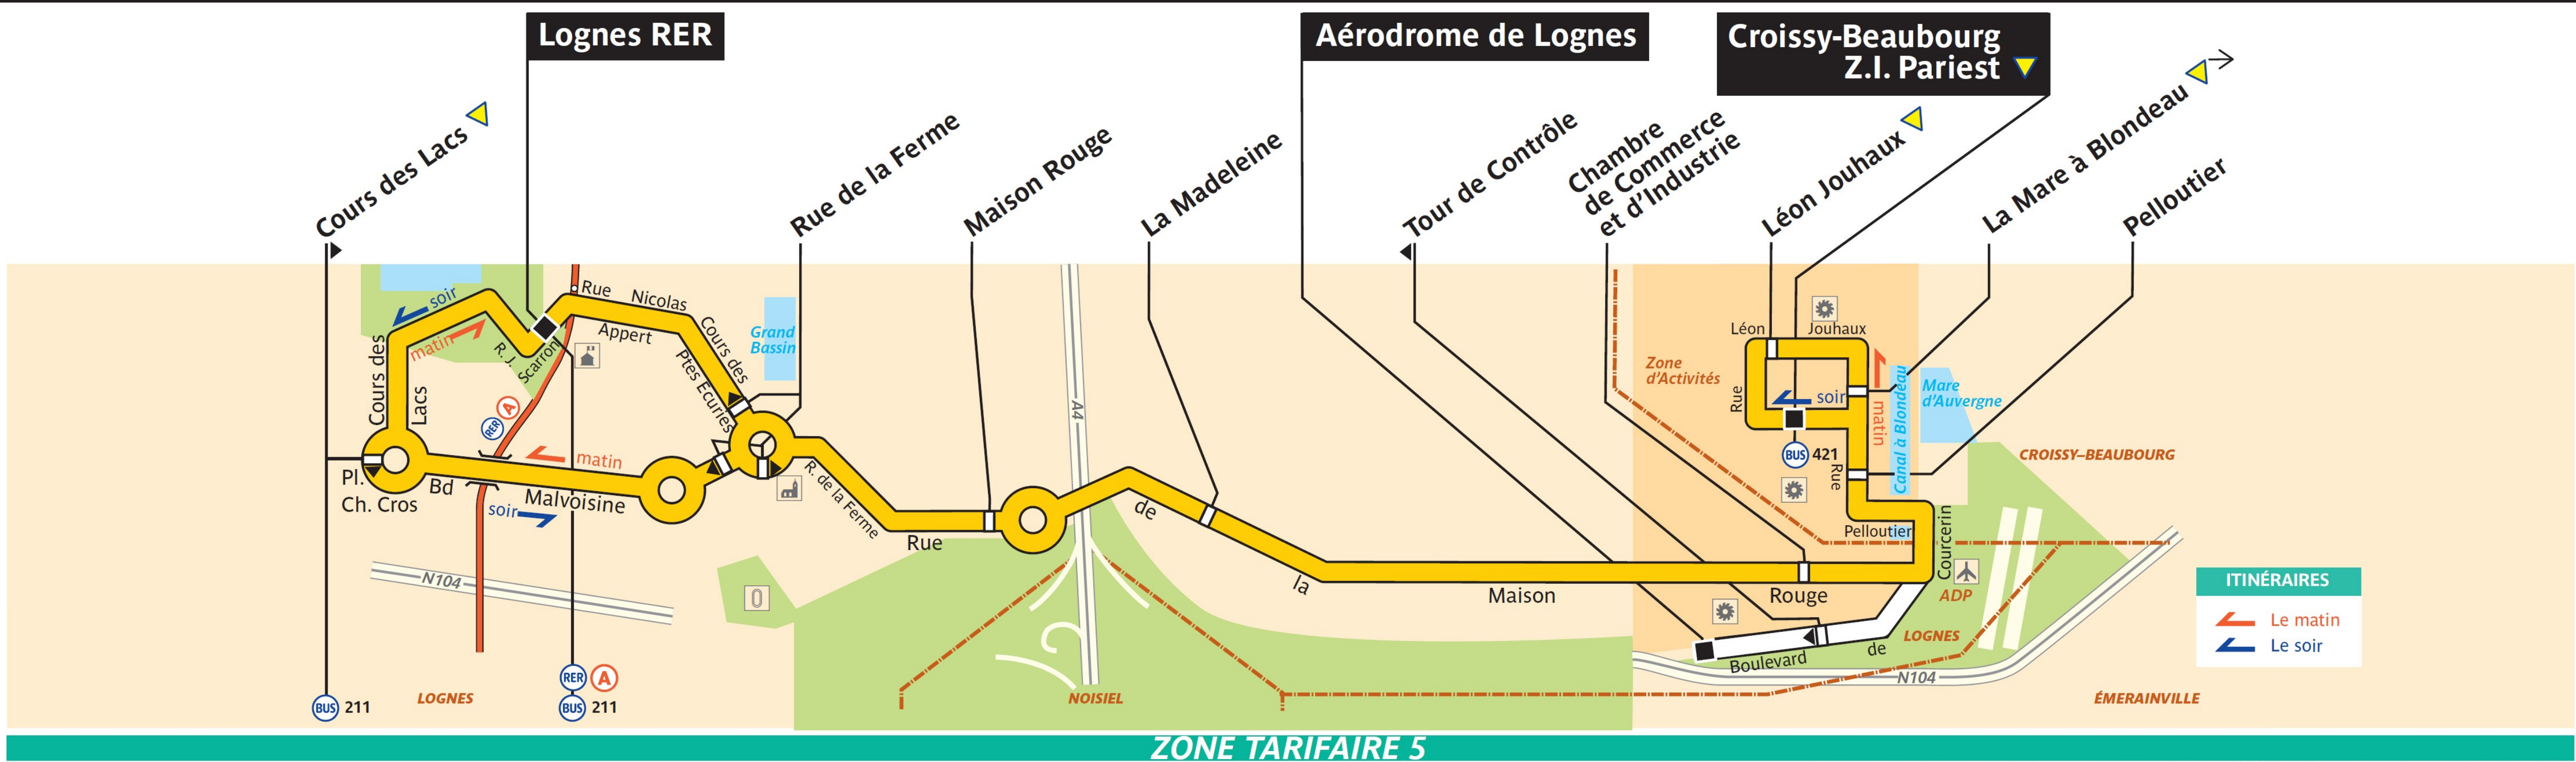 Lognes RER
Aérodrome de Lognes
Croissy-Beaubourg
Z.I. Pariest
Cours des Lacs
Rue de la Ferme
Maison Rouge
La Madeleine
Tour de Contrôle
Chambre
de Commerce
et d'Industrie
Léon Jouhaux
La Mare à Blondeau
Pelloutier
soir
matin
Cours des
Lacs
R. J.
Scarron
Rue Nicolas
Appert
Cours des
Ptes Ecuries
Grand
Bassin
RER A
matin
Pl.
Ch. Cros
Bd
Malvoisine
soir
R. de la Ferme
Rue
A4
de
la
Maison
Rouge
Zone
d'Activités
Léon
Jouhaux
Rue
soir
matin
BUS 421
Rue
Canal à Blondeau
Mare
d'Auvergne
CROISSY–BEAUBOURG
Pelloutier
Courcerin
ADP
LOGNES
Boulevard
de
N104
N104
ITINÉRAIRES
Le matin
Le soir
RER A
BUS 211
LOGNES
BUS 211
NOISIEL
ÉMERAINVILLE
ZONE TARIFAIRE 5